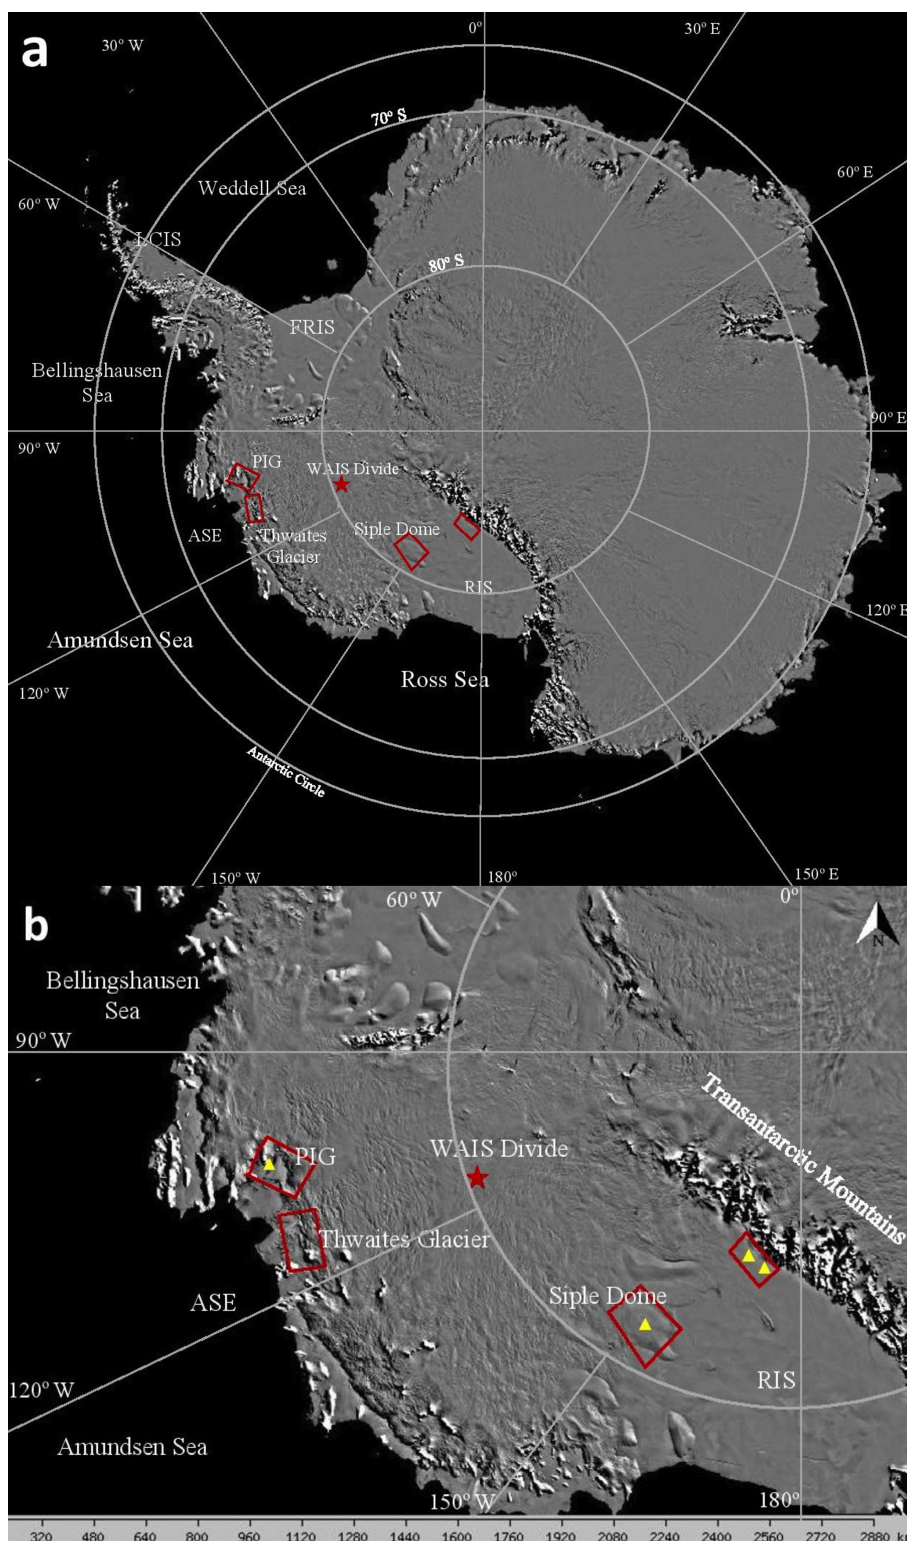 a
0°
30° W
30° E
70° S
Weddell Sea
60° E
60° W
LCIS
80° S
FRIS
Bellingshausen
Sea
90° E
90° W
PIG
WAIS Divide
ASE
Thwaites
Glacier
Siple Dome
RIS
120° E
Amundsen Sea
Ross Sea
120° W
Antarctic Circle
150° W
180°
150° E
b
60° W
0°
N
Bellingshausen
Sea
90° W
Transantarctic Mountains
PIG
WAIS Divide
Thwaites Glacier
ASE
Siple Dome
RIS
120° W
Amundsen Sea
150° W
180°
320 480 640 800 960 1120 1280 1440 1600 1760 1920 2080 2240 2400 2560 2720 2880